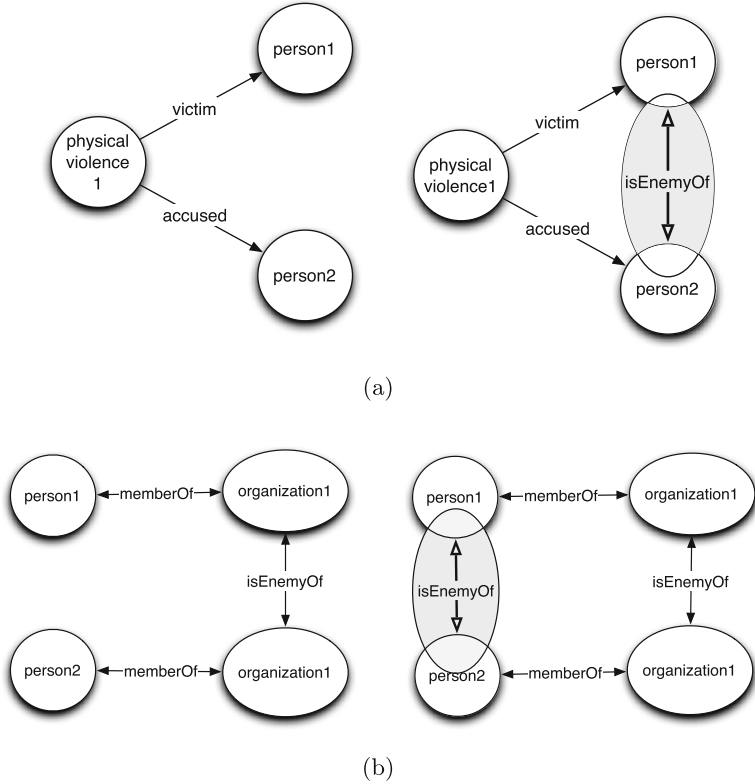 person1
victim
physical
violence
1
accused
person2
person1
victim
physical
violence1
isEnemyOf
accused
person2
(a)
person1
memberOf
organization1
isEnemyOf
person2
memberOf
organization1
person1
memberOf
organization1
isEnemyOf
isEnemyOf
person2
memberOf
organization1
(b)